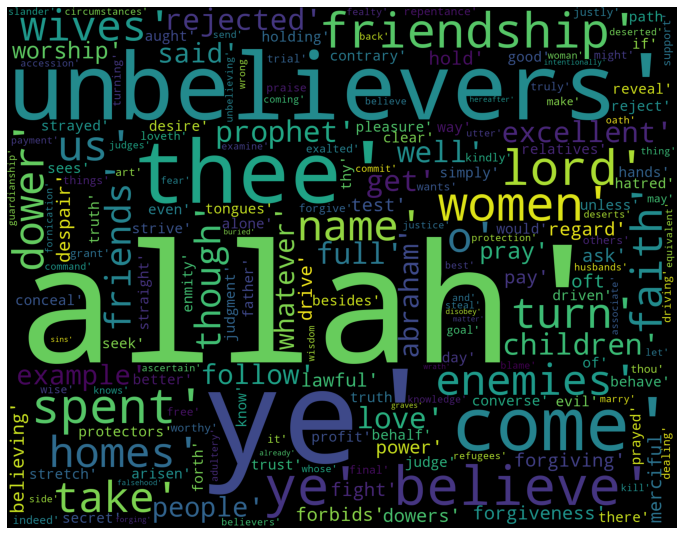 slander'
circumstances'
fealty'
repentance'
wives'
rejected'
aught'
send'
holding'
back'
friendship'
justly'
path'
deserted'
worship'
said'
trial'
contrary
hold'
if'
might'
woman'
intentionally'
support'
unbelievers'
accession'
turning'
unbelieving'
wrong
praise
coming'
good'
believe
truly'
make'
hereafter'
reveal'
reject'
strayed'
desire'
prophet'
pleasure'
clear'
way'
oath'
utter'
excellent'
relatives'
thing'
us'
judges'
examine'
exalted'
thy'
commit'
kindly'
dower'
sees'
art'
fear'
thee'
well'
get'
wants'
simply'
lord'
hands'
hatred'
guardianship'
payment'
things'
despair
fornication'
even'
tongues'
forgive'
test'
name'
women'
deserts'
unless'
may'
truth'
friends'
strive'
though'
alone'
buried'
whatever'
justice
protection'
o'
would'
regard'
others'
faith'
equivalent'
grant'
command'
straight'
enmity'
judgment'
father'
drive'
full'
abraham'
pray'
ask'
husbands'
driving'
conceal'
besides'
best'
and'
steal'
pay'
oft'
driven'
associate'
allah'
sins'
seek'
wisdom
disobey'
matter'
goal'
turn'
day'
of'
let'
example'
ascertain'
better'
follow'
lawful'
children'
wrath'
blame
thou'
behave'
wise'
knows'
free'
know
truth'
love'
enemies'
marry'
knowledge
converse'
evil'
spent'
protectors'
worthy'
adultery
ye'
it'
profit'
behalf'
graves'
come'
prayed'
merciful'
dealing'
believing'
homes'
stretch'
arisen'
forth
already'
trust'
whose'
power'
final'
refugees'
judge
forgiving'
side'
falsehood'
take'
ye'
fight'
believe'
kill'
indeed'
secret'
forging'
people'
believers'
forbids'
dowers'
forgiveness'
there'